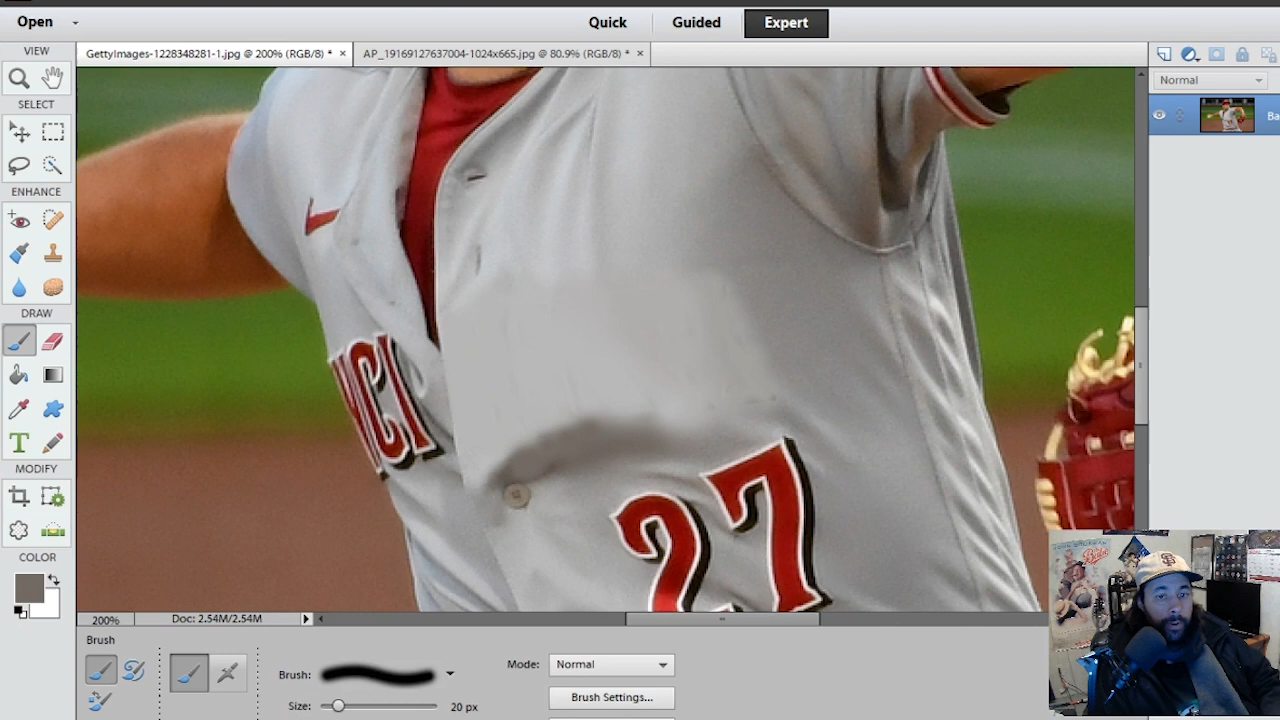 Open
Quick
Guided
Expert
VIEW
GettyImages-1228348281-1.jpg @ 200% (RGB/8) * ×
AP_19169127637004-1024x665.jpg @ 80.9% (RGB/8) * ×
Normal
Ba
SELECT
ENHANCE
DRAW
T
MODIFY
COLOR
NCI
27
200%
Doc: 2.54M/2.54M
Brush
Brush:
Size:
20 px
Mode:
Normal
Brush Settings...